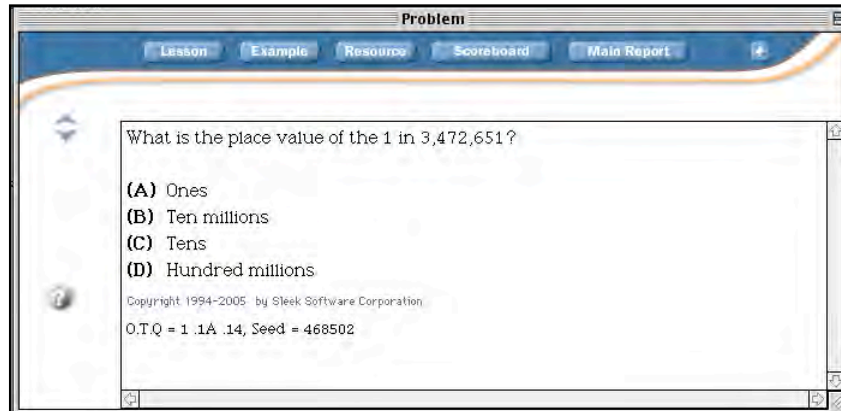 Problem
Lesson Example Resource Scoreboard Main Report
What is the place value of the 1 in 3,472,651?
(A) Ones
(B) Ten millions
(C) Tens
(D) Hundred millions
Copyright 1994-2005 by Sleek Software Corporation
O.T.Q = 1 .1A .14, Seed = 468502